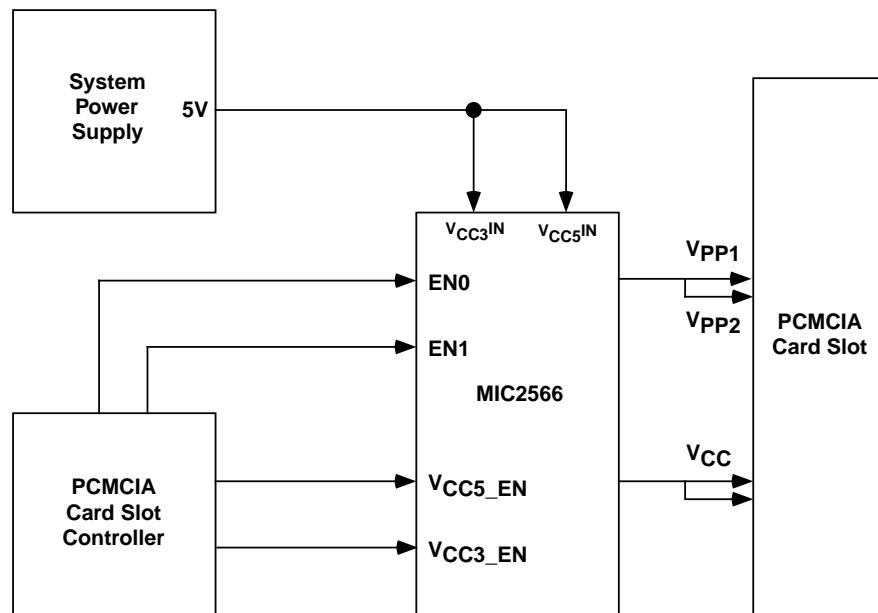 System
Power
Supply
5V
VCC3IN
VCC5IN
EN0
EN1
MIC2566
VCC5_EN
VCC3_EN
VPP1
VPP2
VCC
PCMCIA
Card Slot
PCMCIA
Card Slot
Controller